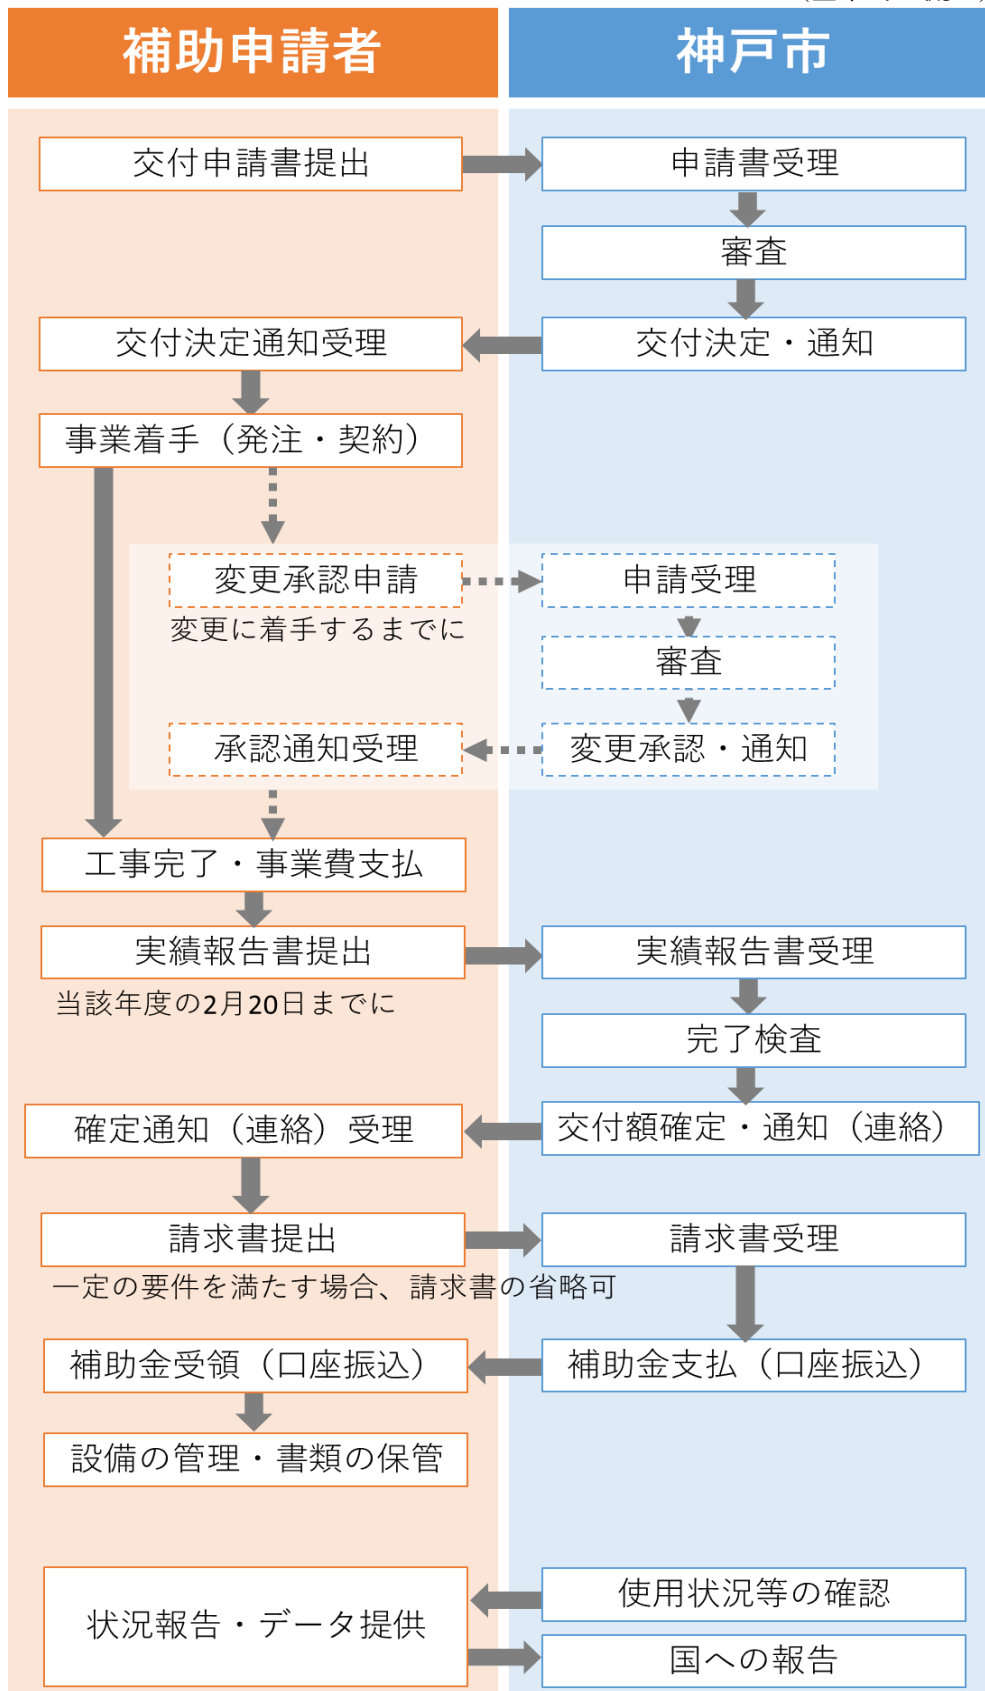 補助申請者
神戸市
交付申請書提出
申請書受理
審査
交付決定通知受理
交付決定・通知
事業着手（発注・契約）
変更承認申請
申請受理
変更に着手するまでに
審査
承認通知受理
変更承認・通知
工事完了・事業費支払
実績報告書提出
実績報告書受理
当該年度の2月20日までに
完了検査
確定通知（連絡）受理
交付額確定・通知（連絡）
請求書提出
請求書受理
一定の要件を満たす場合、請求書の省略可
補助金受領（口座振込）
補助金支払（口座振込）
設備の管理・書類の保管
使用状況等の確認
状況報告・データ提供
国への報告